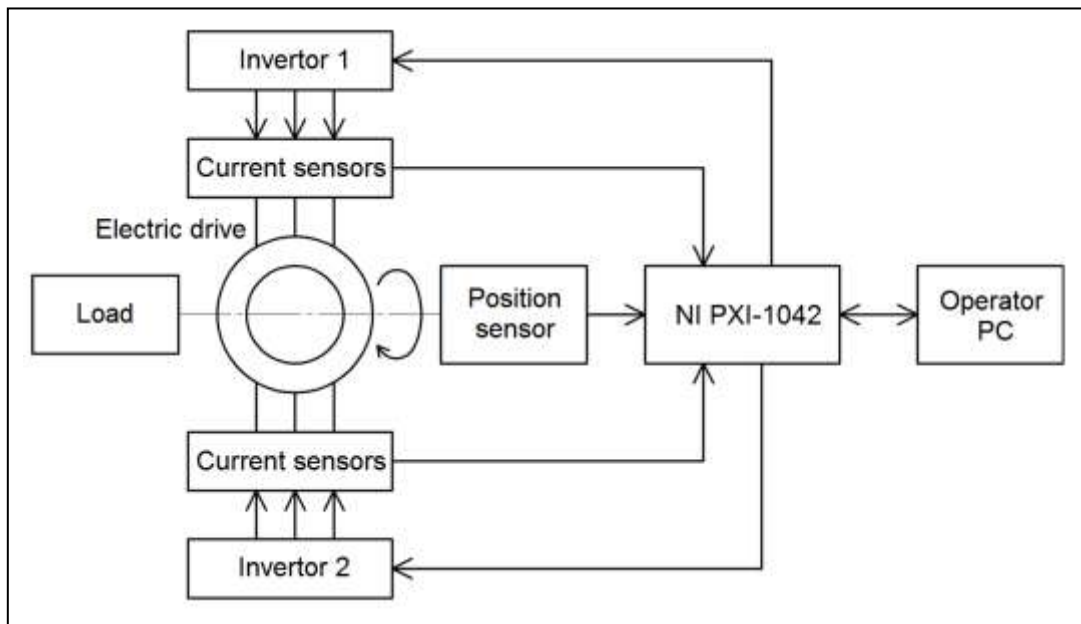 Invertor 1
Current sensors
Electric drive
Load
Position
sensor
NI PXI-1042
Operator
PC
Current sensors
Invertor 2